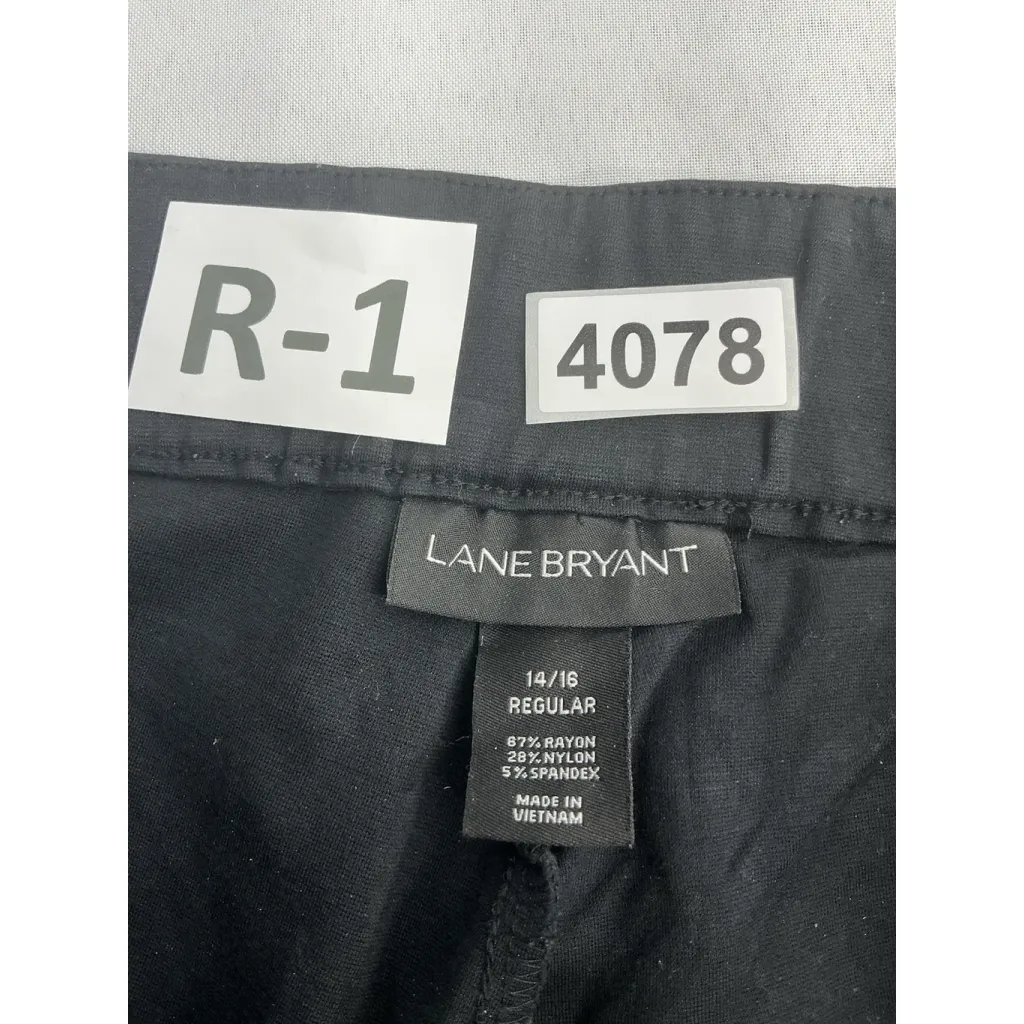 R-1
4078
LANE BRYANT
14/16
REGULAR
67% RAYON
28% NYLON
5% SPANDEX
MADE IN
VIETNAM